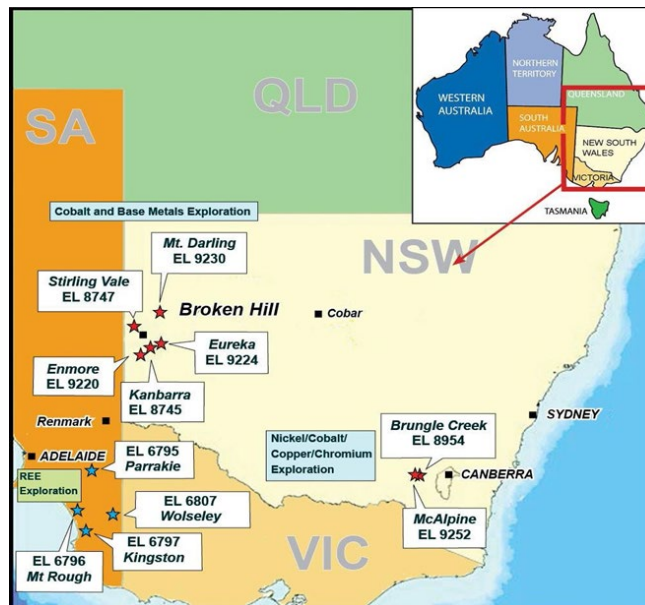 QLD
SA
NSW
VIC
WESTERN
AUSTRALIA
NORTHERN
TERRITORY
QUEENSLAND
SOUTH
AUSTRALIA
NEW SOUTH
WALES
VICTORIA
TASMANIA
Cobalt and Base Metals Exploration
Mt. Darling
EL 9230
Stirling Vale
EL 8747
Broken Hill
Cobar
Eureka
EL 9224
Enmore
EL 9220
Kanbarra
EL 8745
Renmark
ADELAIDE
SYDNEY
Brungle Creek
EL 8954
Nickel/Cobalt/
Copper/Chromium
Exploration
CANBERRA
McAlpine
EL 9252
EL 6795
Parrakie
REE
Exploration
EL 6807
Wolseley
EL 6797
Kingston
EL 6796
Mt Rough